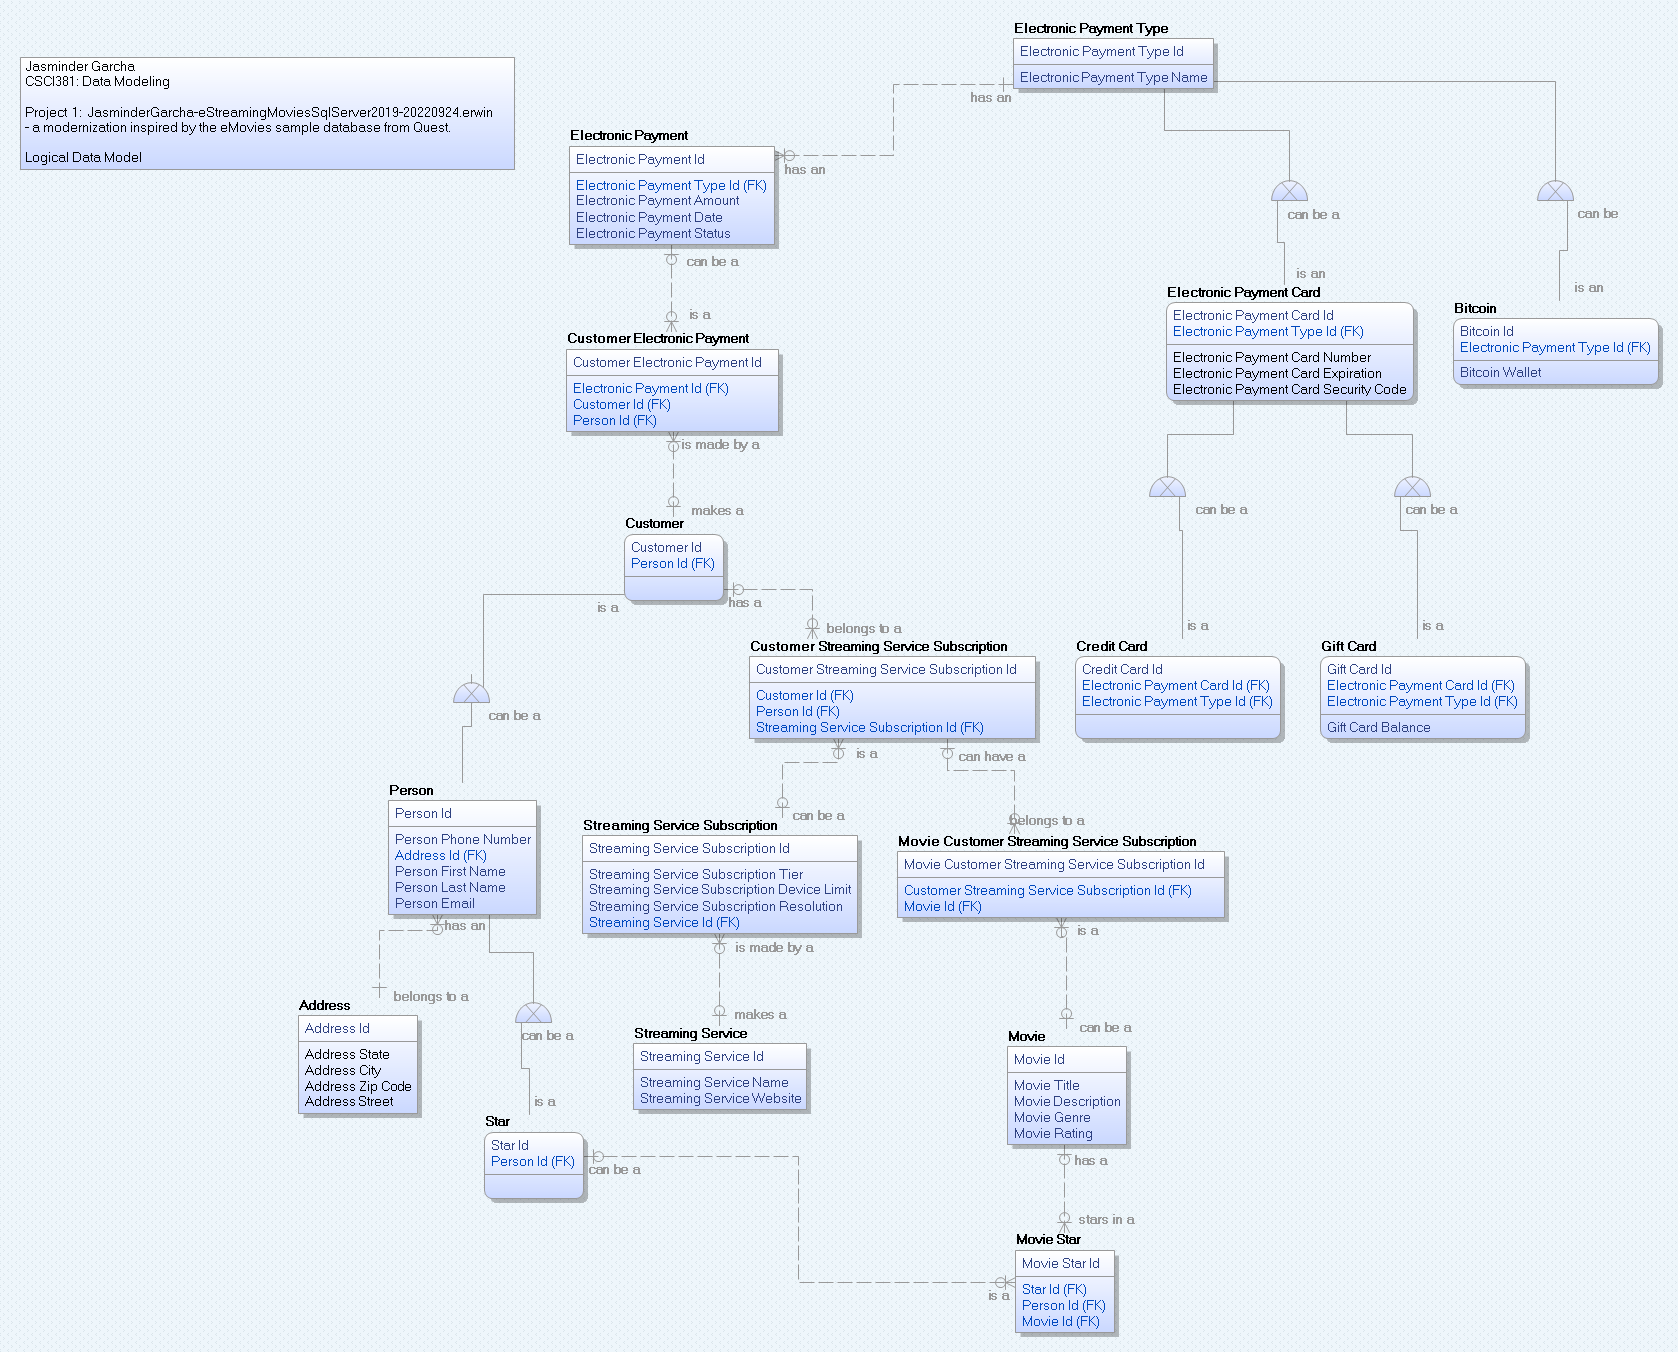 Jasminder Garcha
CSCI381: Data Modeling
Project 1: JasminderGarcha-eStreamingMoviesSqlServer2019-20220924.erwin
- a modernization inspired by the eMovies sample database from Quest.
Logical Data Model
Electronic Payment Type
Electronic Payment Type Id
Electronic Payment Type Name
has an
has an
Electronic Payment
Electronic Payment Id
Electronic Payment Type Id (FK)
Electronic Payment Amount
Electronic Payment Date
Electronic Payment Status
can be a
is a
can be a
is an
can be
is an
Electronic Payment Card
Electronic Payment Card Id
Electronic Payment Type Id (FK)
Electronic Payment Card Number
Electronic Payment Card Expiration
Electronic Payment Card Security Code
Bitcoin
Bitcoin Id
Electronic Payment Type Id (FK)
Bitcoin Wallet
Customer Electronic Payment
Customer Electronic Payment Id
Electronic Payment Id (FK)
Customer Id (FK)
Person Id (FK)
is made by a
makes a
Customer
Customer Id
Person Id (FK)
is a
has a
belongs to a
can be a
is a
can be a
is a
Customer Streaming Service Subscription
Customer Streaming Service Subscription Id
Customer Id (FK)
Person Id (FK)
Streaming Service Subscription Id (FK)
Credit Card
Credit Card Id
Electronic Payment Card Id (FK)
Electronic Payment Type Id (FK)
Gift Card
Gift Card Id
Electronic Payment Card Id (FK)
Electronic Payment Type Id (FK)
Gift Card Balance
can be a
is a
can have a
can be a
belongs to a
Person
Person Id
Person Phone Number
Address Id (FK)
Person First Name
Person Last Name
Person Email
Streaming Service Subscription
Streaming Service Subscription Id
Streaming Service Subscription Tier
Streaming Service Subscription Device Limit
Streaming Service Subscription Resolution
Streaming Service Id (FK)
Movie Customer Streaming Service Subscription
Movie Customer Streaming Service Subscription Id
Customer Streaming Service Subscription Id (FK)
Movie Id (FK)
has an
belongs to a
is made by a
makes a
is a
can be a
Address
Address Id
Address State
Address City
Address Zip Code
Address Street
can be a
is a
Streaming Service
Streaming Service Id
Streaming Service Name
Streaming Service Website
Movie
Movie Id
Movie Title
Movie Description
Movie Genre
Movie Rating
Star
Star Id
Person Id (FK)
can be a
is a
has a
stars in a
Movie Star
Movie Star Id
Star Id (FK)
Person Id (FK)
Movie Id (FK)